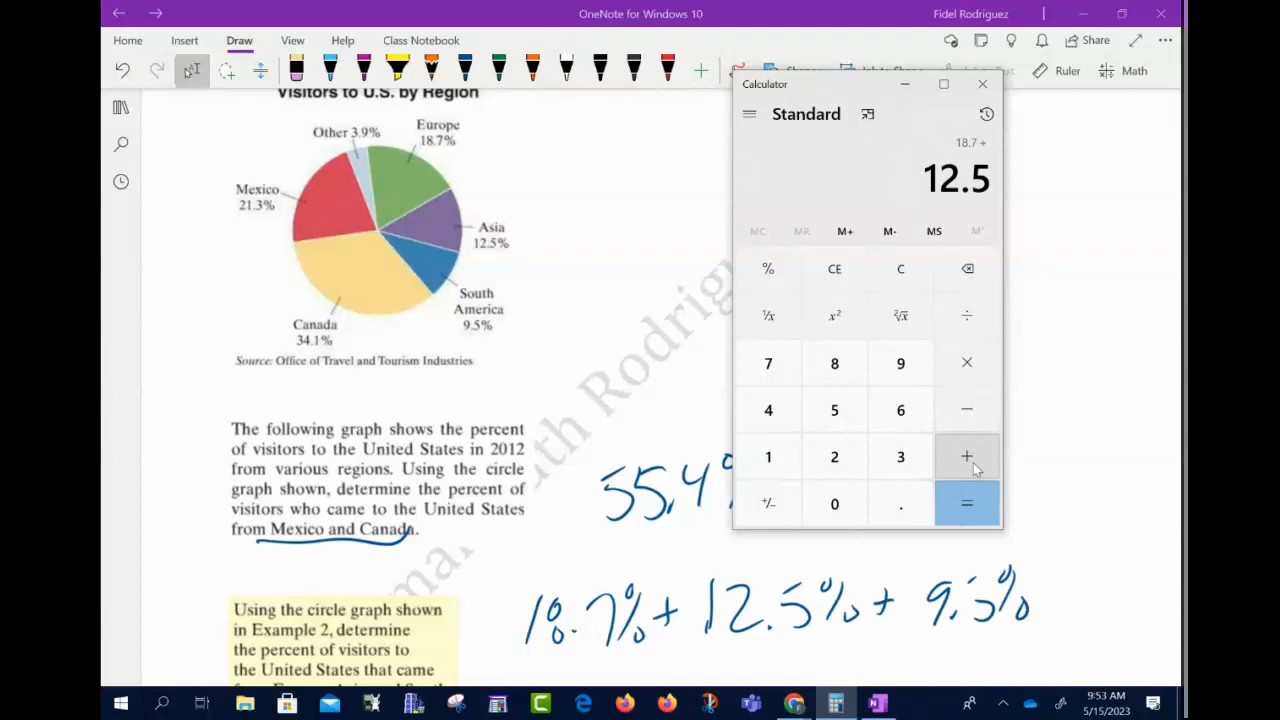 OneNote for Windows 10
Fidel Rodriguez
Home
Insert
Draw
View
Help
Class Notebook
Share
Ruler
Math
Visitors to U.S. by Region
Other 3.9%
Europe
18.7%
Mexico
21.3%
Asia
12.5%
South
America
9.5%
Canada
34.1%
Source: Office of Travel and Tourism Industries
The following graph shows the percent
of visitors to the United States in 2012
from various regions. Using the circle
graph shown, determine the percent of
visitors who came to the United States
from Mexico and Canada.
55.4%
18.7% + 12.5% + 9.5%
Using the circle graph shown
in Example 2, determine
the percent of visitors to
the United States that came
Calculator
Standard
18.7 +
12.5
MC MR M+ M- MS M˅
% CE C
¹/x x² ²√x ÷
7 8 9 ×
4 5 6 −
1 2 3 +
+/− 0 . =
9:53 AM
5/15/2023